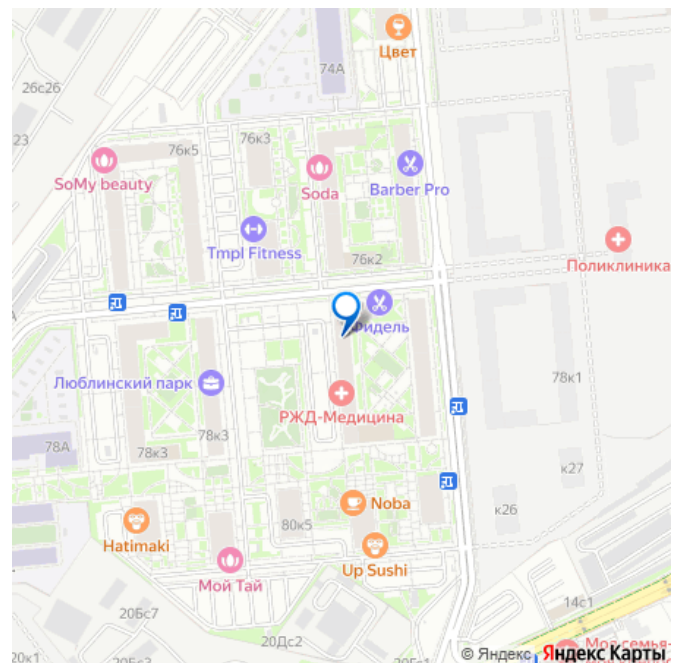 Цвет
74А
26с26
23
76к3
76к5
SoMy beauty
Soda
Barber Pro
Tmpl Fitness
76к2
Поликлиника
Фидель
Люблинский парк
78к1
РЖД-Медицина
78к3
78А
78к3
к27
Noba
к26
80к5
Hatimaki
Up Sushi
Мой Тай
14с1
20Бс7
20Дс2
20к1
© Яндекс Яндекс Карты